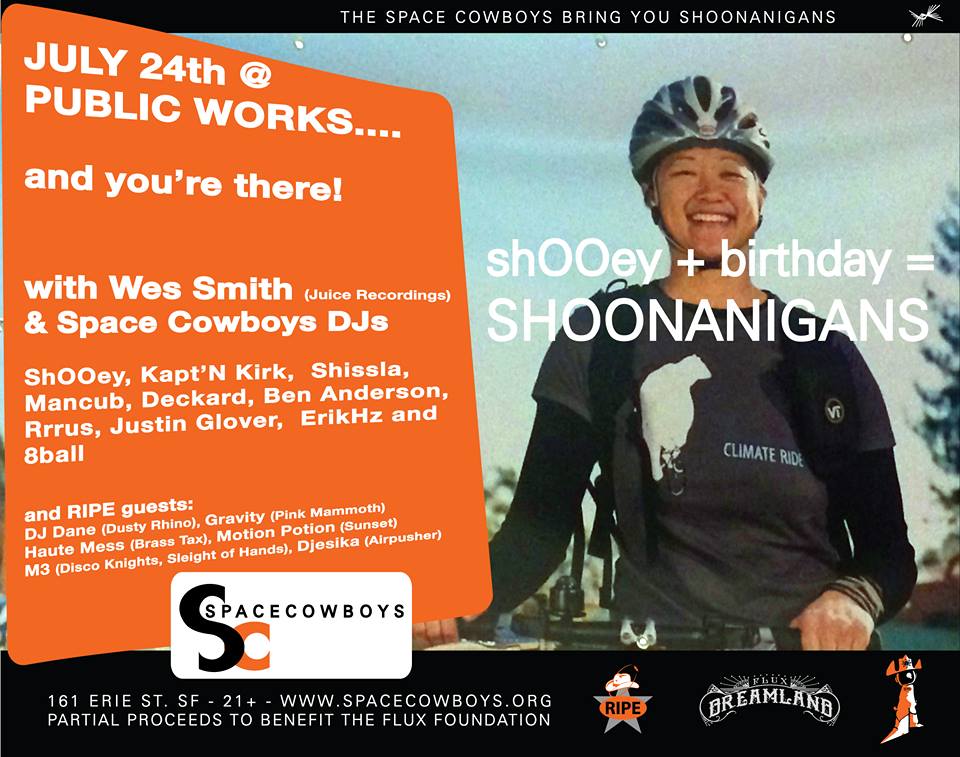 THE SPACE COWBOYS BRING YOU SHOONANIGANS
JULY 24th @
PUBLIC WORKS....
and you're there!
with Wes Smith (Juice Recordings)
& Space Cowboys DJs
ShOOey, Kapt'N Kirk, Shissla,
Mancub, Deckard, Ben Anderson,
Rrrus, Justin Glover, ErikHz and
8ball
and RIPE guests:
DJ Dane (Dusty Rhino), Gravity (Pink Mammoth)
Haute Mess (Brass Tax), Motion Potion (Sunset)
M3 (Disco Knights, Sleight of Hands), Djesika (Airpusher)
shOOey + birthday =
SHOONANIGANS
CLIMATE RIDE
Sc SPACECOWBOYS
161 ERIE ST. SF - 21+ - WWW.SPACECOWBOYS.ORG
PARTIAL PROCEEDS TO BENEFIT THE FLUX FOUNDATION
RIPE
FLUX
DREAMLAND